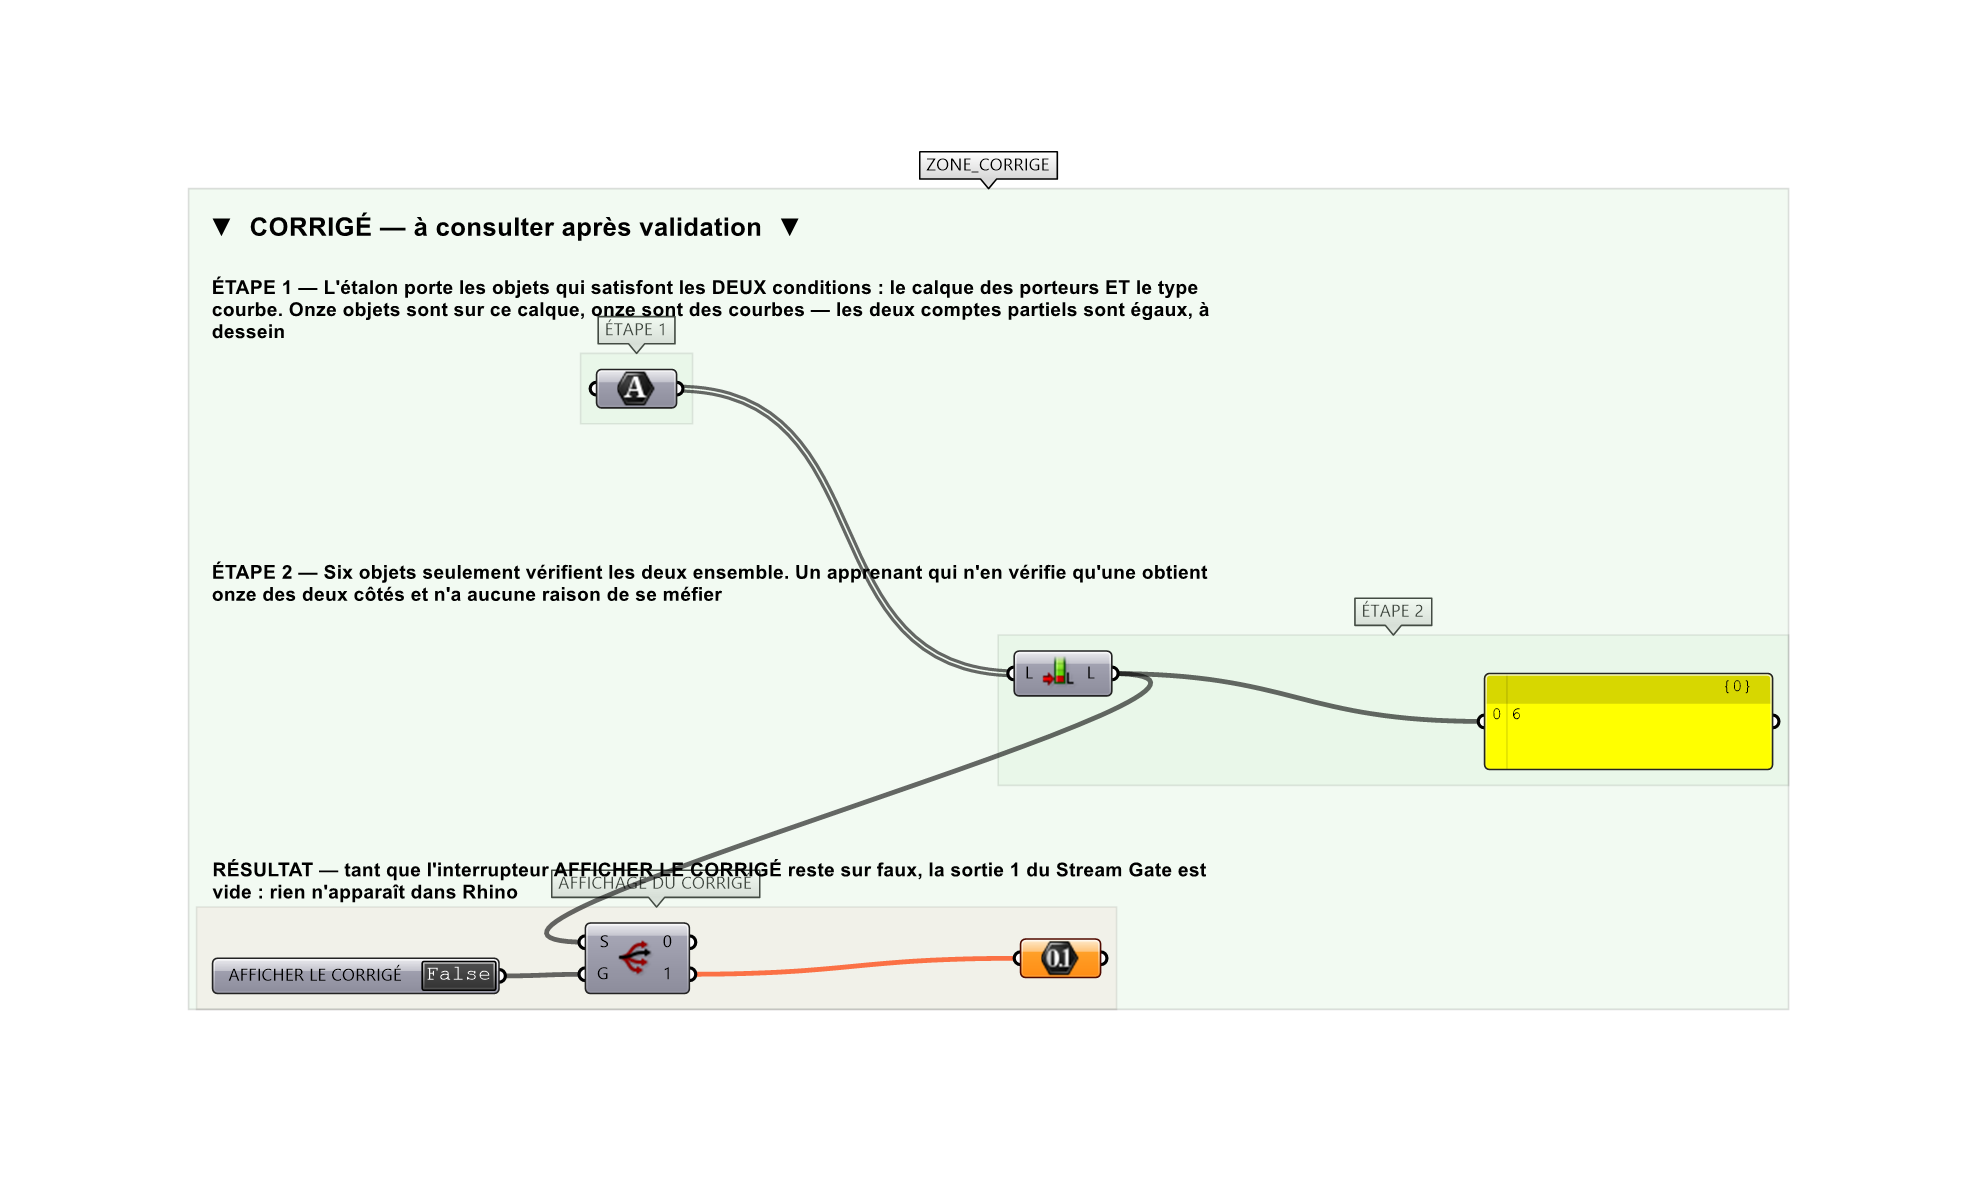 ZONE_CORRIGE
▼ CORRIGÉ — à consulter après validation ▼
ÉTAPE 1 — L'étalon porte les objets qui satisfont les DEUX conditions : le calque des porteurs ET le type
courbe. Onze objets sont sur ce calque, onze sont des courbes — les deux comptes partiels sont égaux, à
dessein
ÉTAPE 1
A
ÉTAPE 2 — Six objets seulement vérifient les deux ensemble. Un apprenant qui n'en vérifie qu'une obtient
onze des deux côtés et n'a aucune raison de se méfier
ÉTAPE 2
L L L
{0}
0 6
RÉSULTAT — tant que l'interrupteur AFFICHER LE CORRIGÉ reste sur faux, la sortie 1 du Stream Gate est
vide : rien n'apparaît dans Rhino
AFFICHAGE DU CORRIGÉ
S 0
G 1
AFFICHER LE CORRIGÉ False
0.1